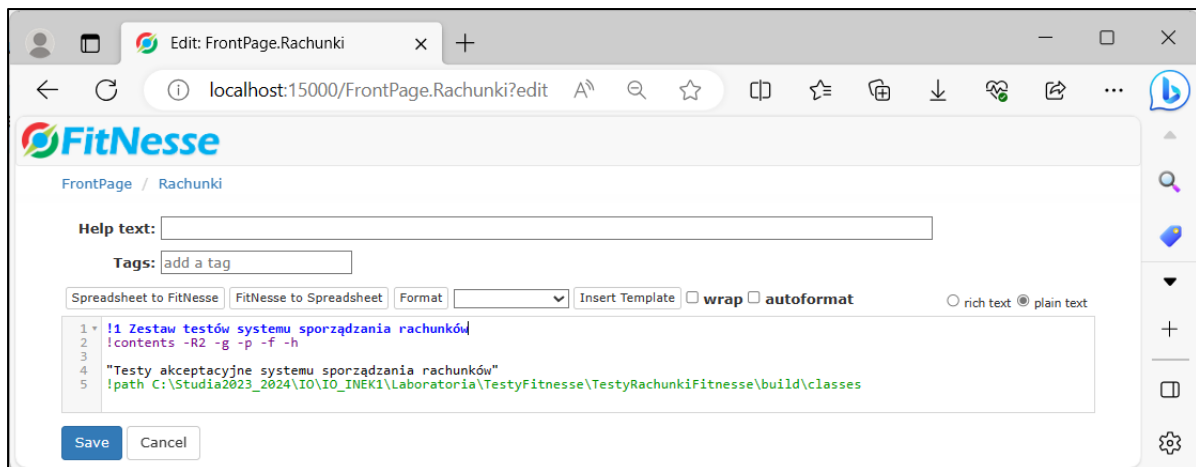 Edit: FrontPage.Rachunki
localhost:15000/FrontPage.Rachunki?edit
FitNesse
FrontPage / Rachunki
Help text:
Tags: add a tag
Spreadsheet to FitNesse FitNesse to Spreadsheet Format Insert Template wrap autoformat rich text plain text
1 !1 Zestaw testów systemu sporządzania rachunków
2 !contents -R2 -g -p -f -h
3
4 "Testy akceptacyjne systemu sporządzania rachunków"
5 !path C:\Studia2023_2024\IO\IO_INEK1\Laboratoria\TestyFitnesse\TestyRachunkiFitnesse\build\classes
Save Cancel